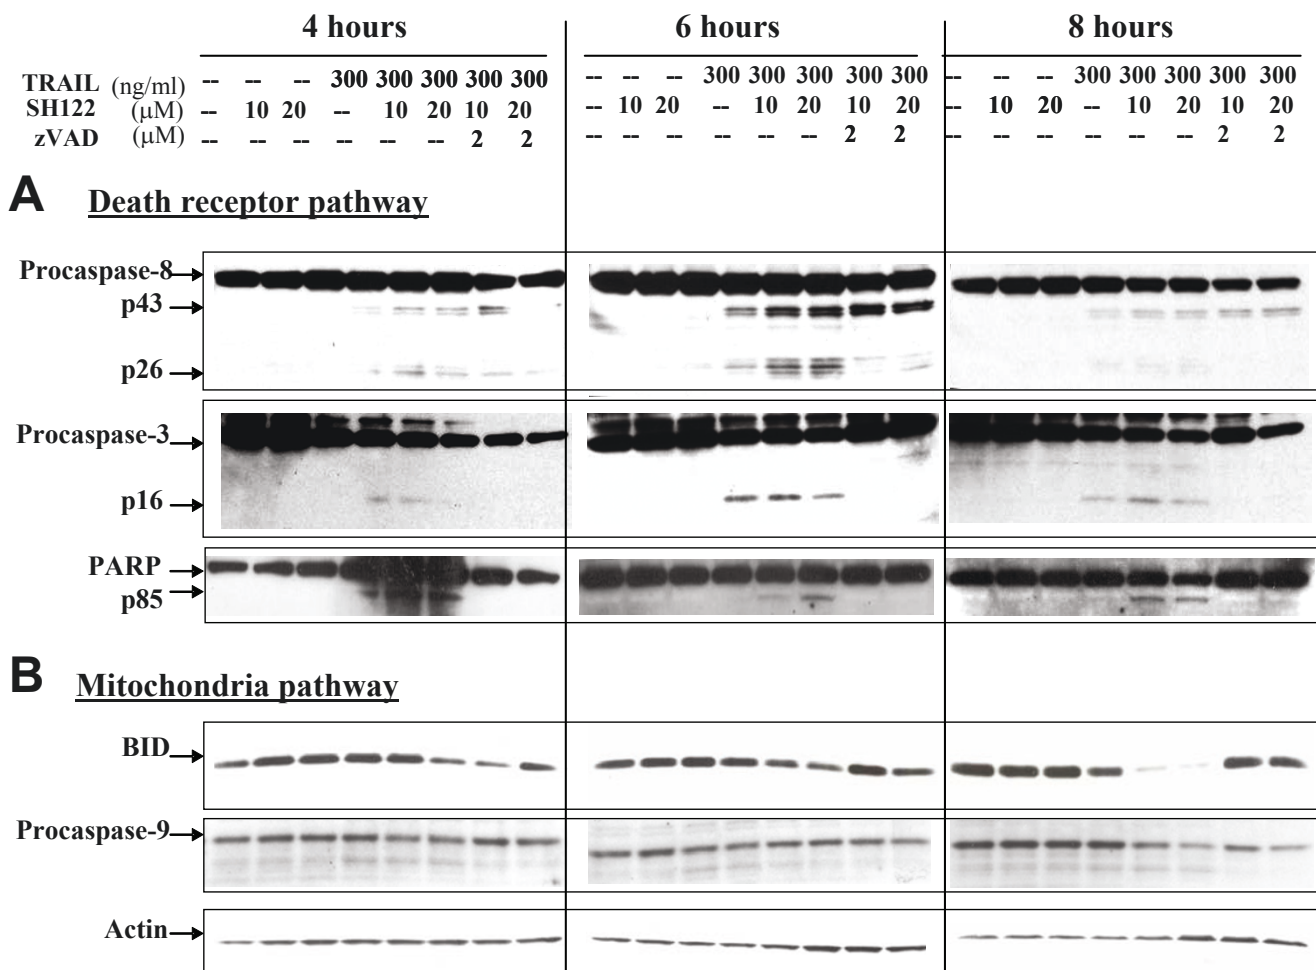 4 hours 6 hours 8 hours
TRAIL (ng/ml) -- -- -- 300 300 300 300 300 -- -- -- 300 300 300 300 300 -- -- -- 300 300 300 300 300
SH122 (μM) -- 10 20 -- 10 20 10 20 -- 10 20 -- 10 20 10 20 -- 10 20 -- 10 20 10 20
zVAD (μM) -- -- -- -- -- -- 2 2 -- -- -- -- -- -- 2 2 -- -- -- -- -- -- 2 2
A Death receptor pathway
Procaspase-8
p43
p26
Procaspase-3
p16
PARP
p85
B Mitochondria pathway
BID
Procaspase-9
Actin